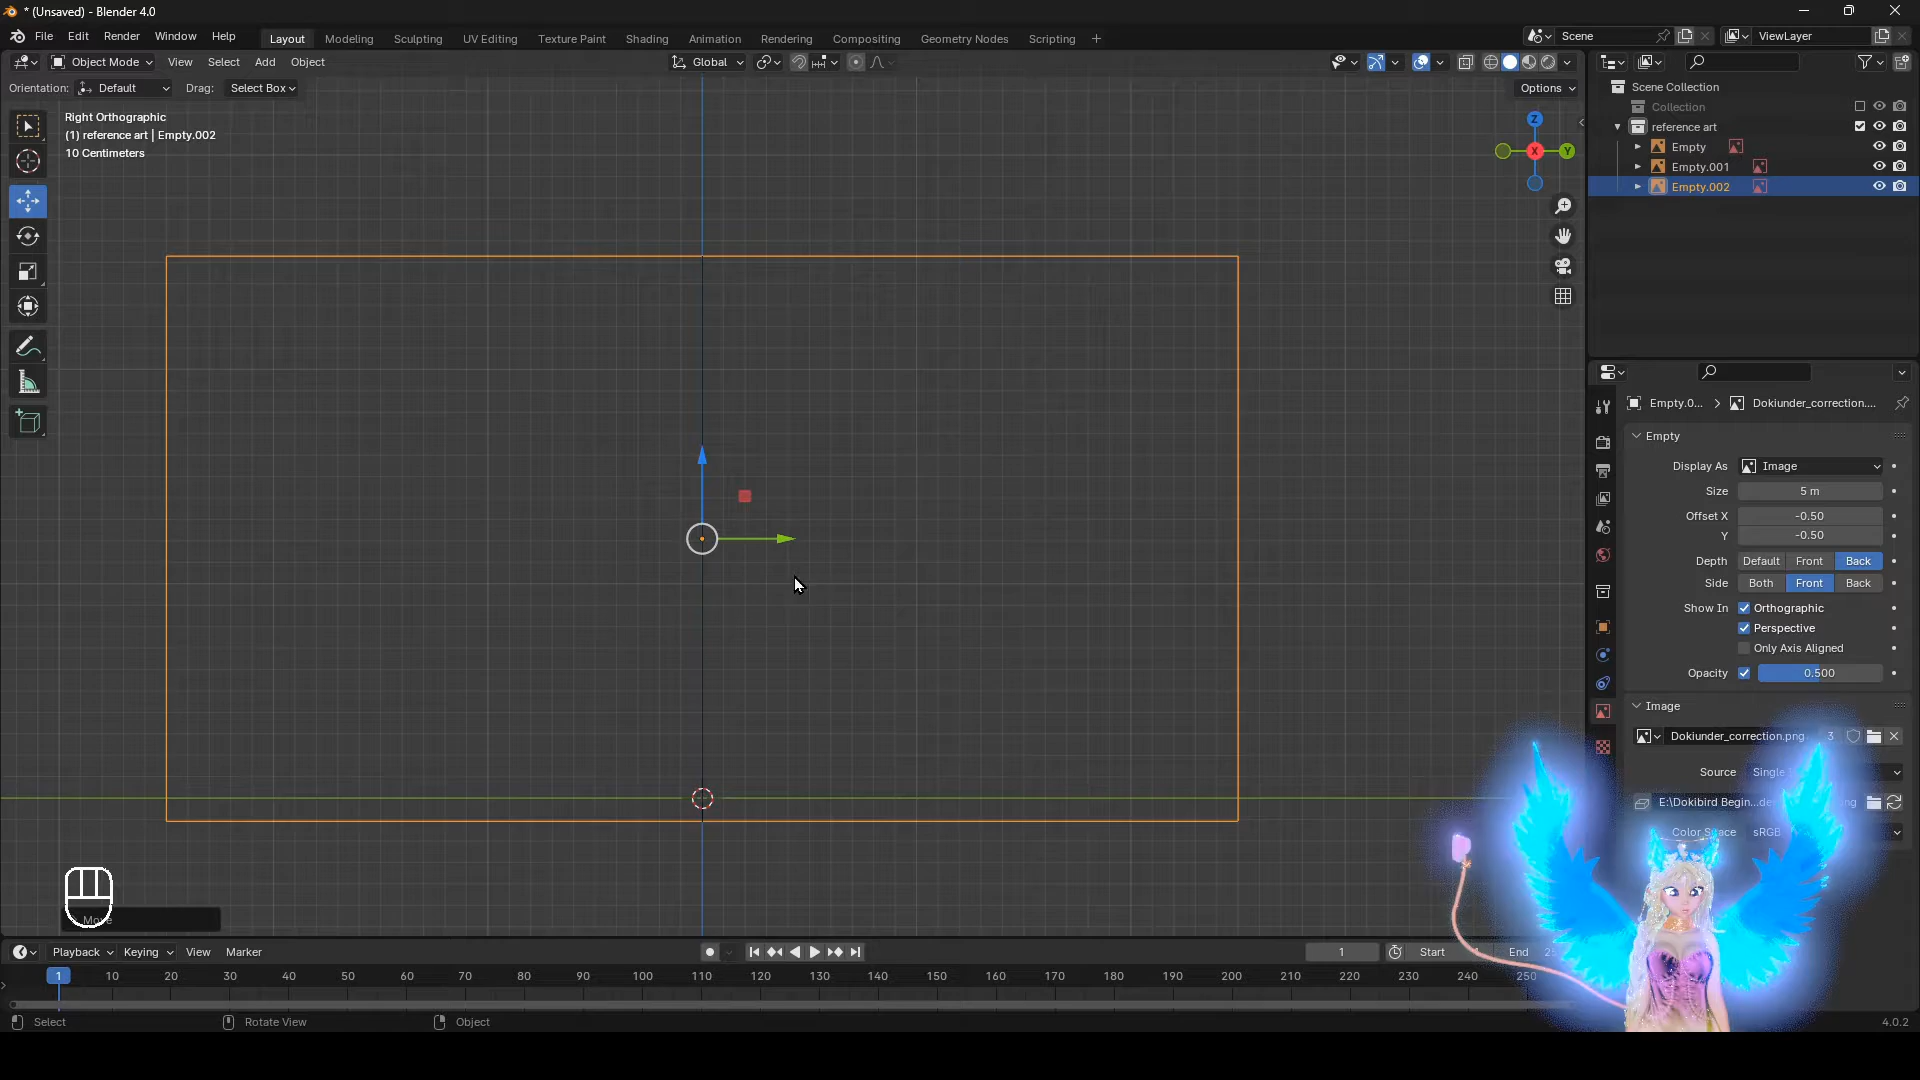 * (Unsaved) - Blender 4.0
File Edit Render Window Help
Layout Modeling Sculpting UV Editing Texture Paint Shading Animation Rendering Compositing Geometry Nodes Scripting +
Scene
ViewLayer
Object Mode View Select Add Object
Global
Orientation: Default Drag: Select Box
Options
Right Orthographic
(1) reference art | Empty.002
10 Centimeters
Z
X
Y
Scene Collection
Collection
reference art
Empty
Empty.001
Empty.002
Empty.0... > Dokiunder_correction....
Empty
Display As Image
Size 5 m
Offset X -0.50
Y -0.50
Depth Default Front Back
Side Both Front Back
Show In Orthographic
Perspective
Only Axis Aligned
Opacity 0.500
Image
Dokiunder_correction.png 3
Source Single
E:\Dokibird Begin...
Color Space sRGB
Move
Playback Keying View Marker
1 Start End
1 10 20 30 40 50 60 70 80 90 100 110 120 130 140 150 160 170 180 190 200 210 220 230 240 250
Select Rotate View Object
4.0.2